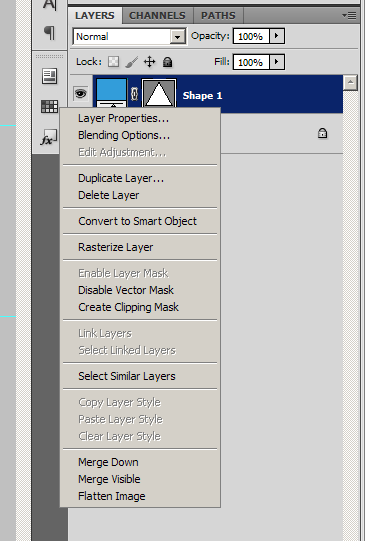 A
¶
LAYERS CHANNELS PATHS
Normal Opacity: 100%
Lock: Fill: 100%
Shape 1
fx
Layer Properties...
Blending Options...
Edit Adjustment...
Duplicate Layer...
Delete Layer
Convert to Smart Object
Rasterize Layer
Enable Layer Mask
Disable Vector Mask
Create Clipping Mask
Link Layers
Select Linked Layers
Select Similar Layers
Copy Layer Style
Paste Layer Style
Clear Layer Style
Merge Down
Merge Visible
Flatten Image